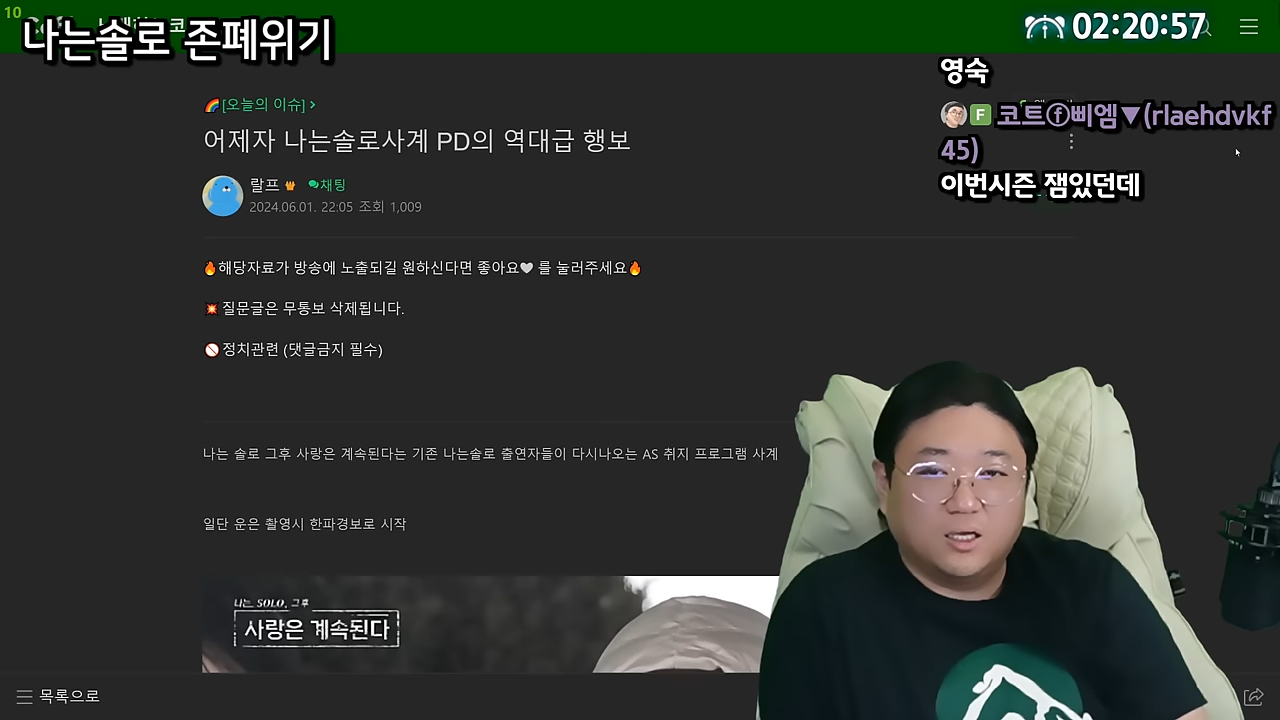 10
나는솔로 존폐위기
02:20:57
영숙
F 코트ⓕ삐엠▼(rlaehdvkf
45)
이번시즌 잼있던데
🌈[오늘의 이슈] >
어제자 나는솔로사계 PD의 역대급 행보
랄프 채팅
2024.06.01. 22:05 조회 1,009
🔥해당자료가 방송에 노출되길 원하신다면 좋아요🤍 를 눌러주세요🔥
💥질문글은 무통보 삭제됩니다.
🚫정치관련 (댓글금지 필수)
나는 솔로 그후 사랑은 계속된다는 기존 나는솔로 출연자들이 다시나오는 AS 취지 프로그램 사계
일단 운은 촬영시 한파경보로 시작
나는 SOLO, 그후
사랑은 계속된다
목록으로